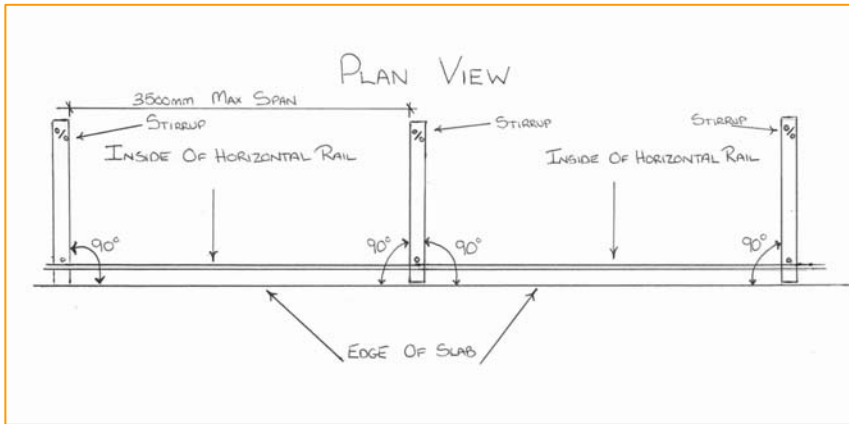 PLAN VIEW
3500mm MAX SPAN
STIRRUP
STIRRUP
STIRRUP
INSIDE OF HORIZONTAL RAIL
INSIDE OF HORIZONTAL RAIL
90°
90°
90°
90°
EDGE OF SLAB